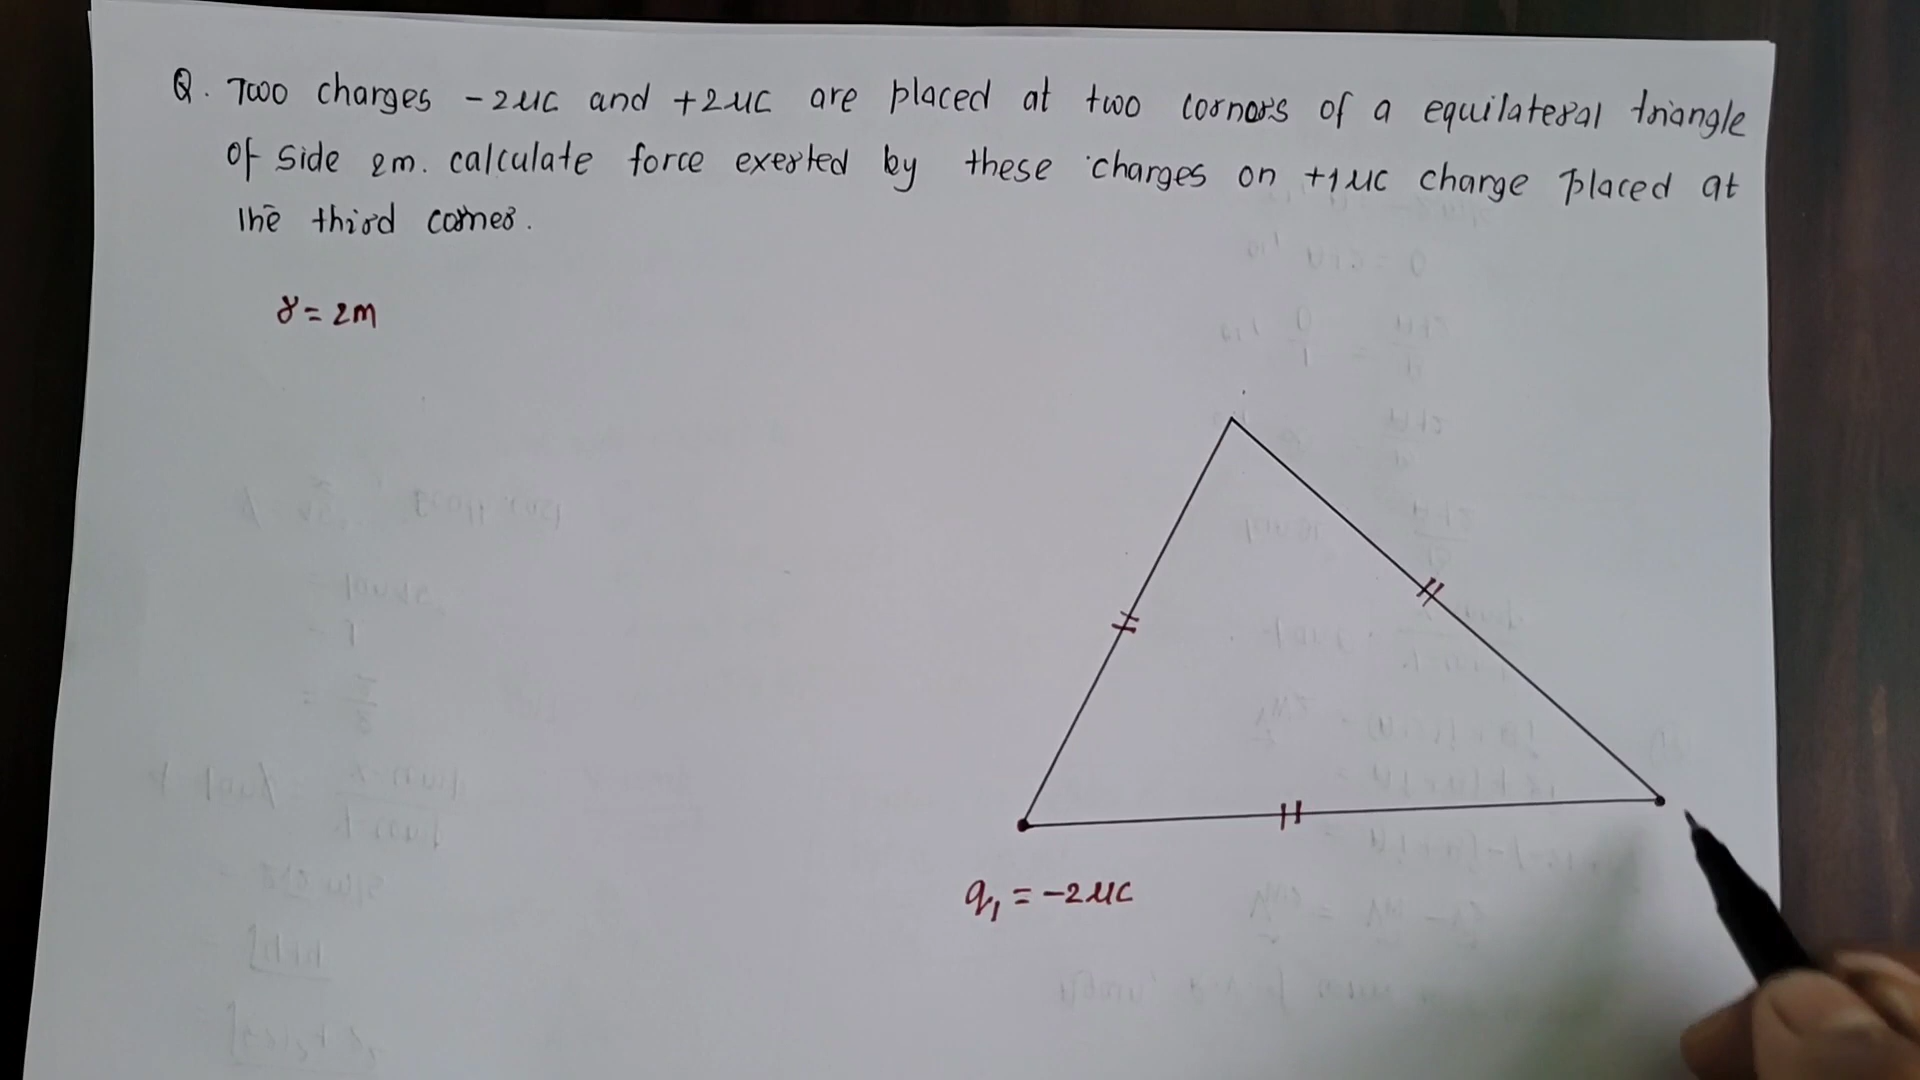 Q. Two charges -2μC and +2μC are placed at two corners of a equilateral triangle
of side 2m. calculate force exerted by these charges on +1μC charge placed at
the third corner.
r = 2m
q₁ = -2μC